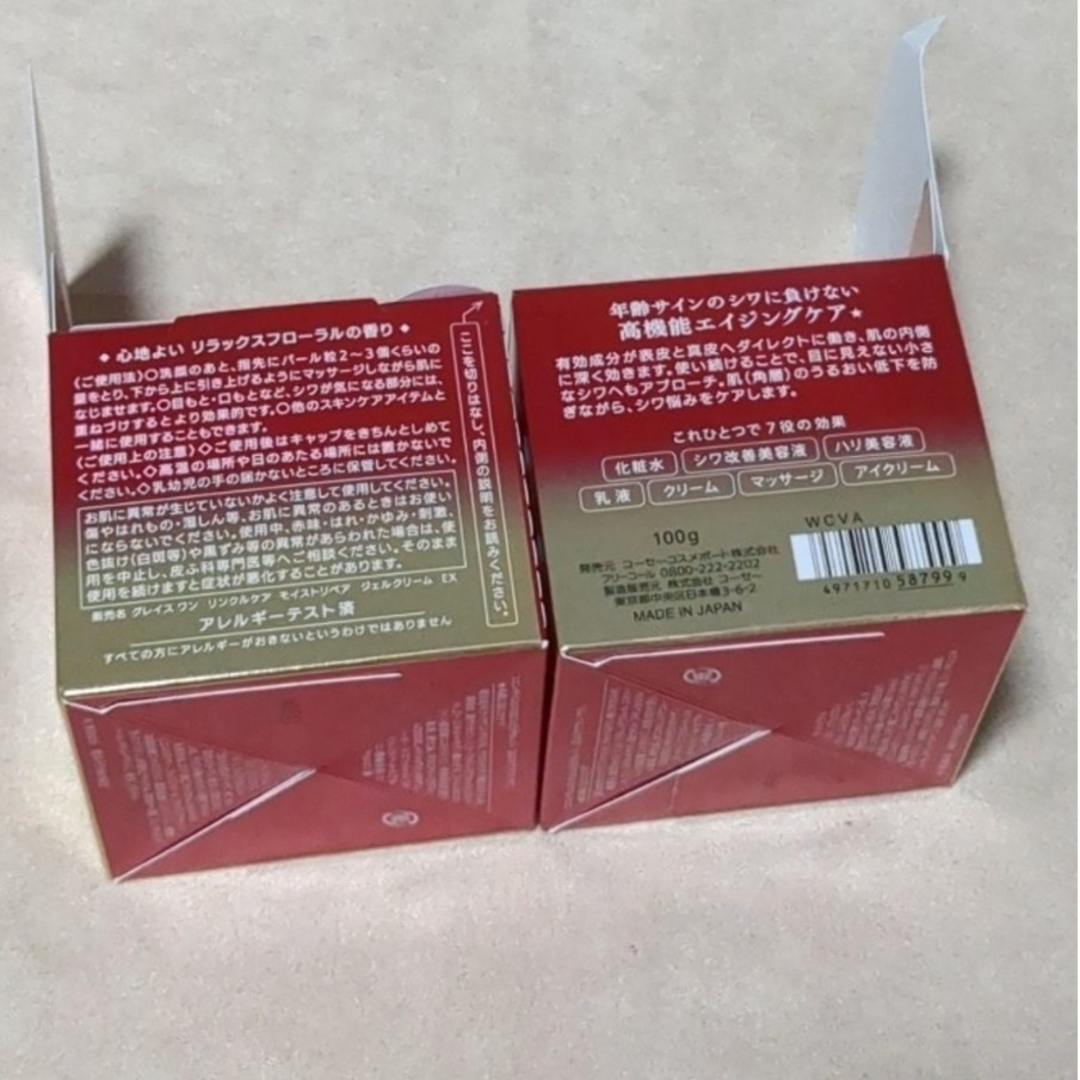 ◆ 心地よい リラックスフローラルの香り ◆
〈ご使用法〉○洗顔のあと、指先にパール粒2～3個くらいの
量をとり、下から上に引き上げるようにマッサージしながら肌に
なじませます。○目もと・口もとなど、シワが気になる部分には、
重ねづけするとより効果的です。○他のスキンケアアイテムと
一緒に使用することもできます。
〈ご使用上の注意〉◇ご使用後はキャップをきちんとしめて
ください。◇高温の場所や日のあたる場所には置かないで
ください。◇乳幼児の手の届かないところに保管してください。
お肌に異常が生じていないかよく注意して使用してください。
傷やはれもの・湿しん等、お肌に異常のあるときはお使い
にならないでください。使用中、赤味・はれ・かゆみ・刺激、
色抜け(白斑等)や黒ずみ等の異常があらわれた場合は、使
用を中止し、皮ふ科専門医等へご相談ください。そのまま
使用を続けますと症状が悪化することがあります。
販売名 グレイス ワン リンクルケア モイストリペア ジェルクリーム EX
アレルギーテスト済
すべての方にアレルギーがおきないというわけではありません
ここを切りはなし、内側の説明をお読みください。
年齢サインのシワに負けない
高機能エイジングケア★
有効成分が表皮と真皮へダイレクトに働き、肌の内側
に深く効きます。使い続けることで、目に見えない小さ
なシワへもアプローチ。肌(角層)のうるおい低下を防
ぎながら、シワ悩みをケアします。
これひとつで 7役の効果
化粧水 シワ改善美容液 ハリ美容液
乳液 クリーム マッサージ アイクリーム
100g
WCVA
発売元 コーセーコスメポート株式会社
フリーコール 0800-222-2202
製造販売元 株式会社 コーセー
東京都中央区日本橋3-6-2
MADE IN JAPAN
4971710 587999